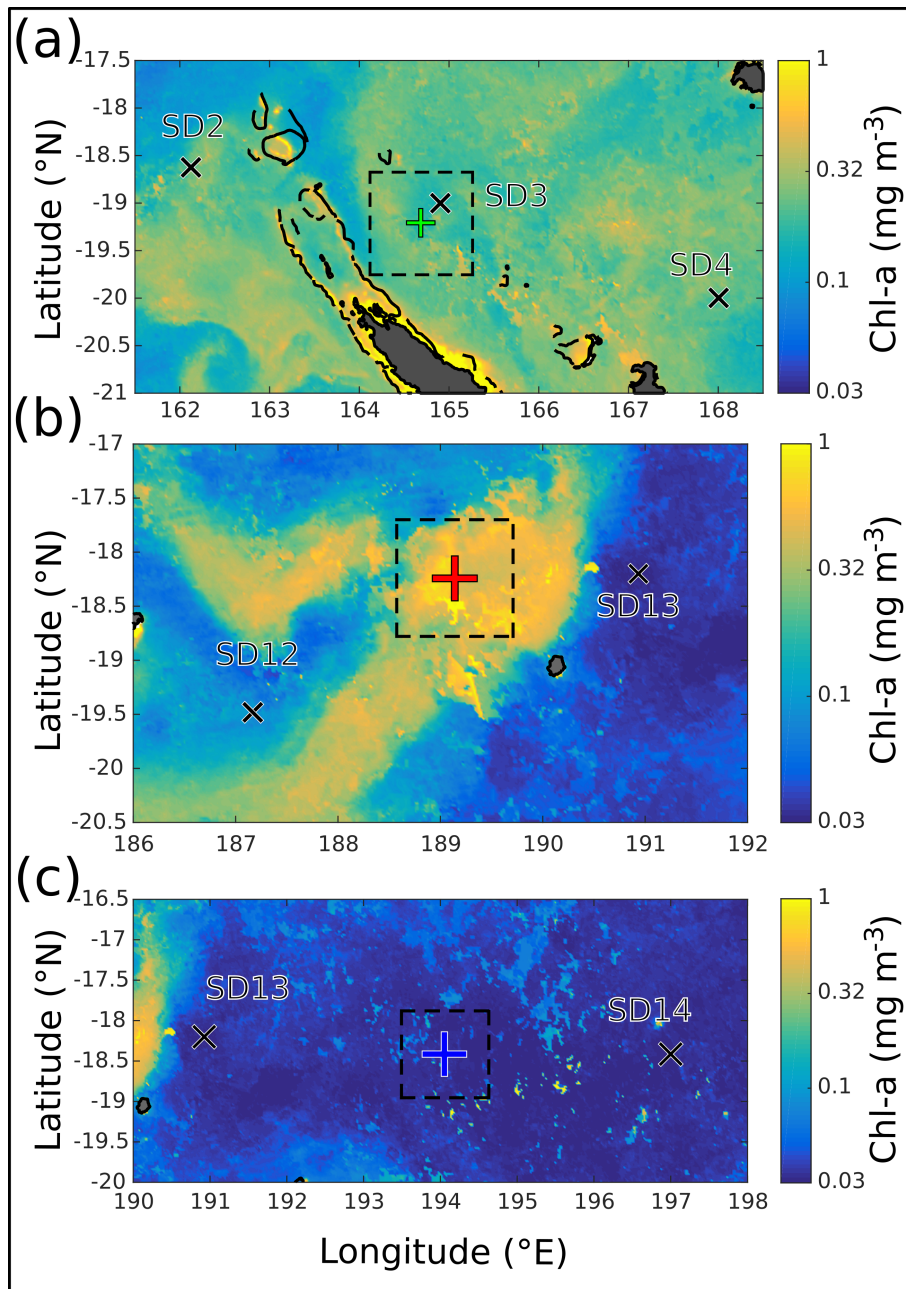 (a)
-17.5
-18
-18.5
-19
-19.5
-20
-20.5
-21
Latitude (°N)
SD2
SD3
SD4
162 163 164 165 166 167 168
1
0.32
0.1
0.03
Chl-a (mg m⁻³)
(b)
-17
-17.5
-18
-18.5
-19
-19.5
-20
-20.5
Latitude (°N)
SD12
SD13
186 187 188 189 190 191 192
1
0.32
0.1
0.03
Chl-a (mg m⁻³)
(c)
-16.5
-17
-17.5
-18
-18.5
-19
-19.5
-20
Latitude (°N)
SD13
SD14
190 191 192 193 194 195 196 197 198
1
0.32
0.1
0.03
Chl-a (mg m⁻³)
Longitude (°E)